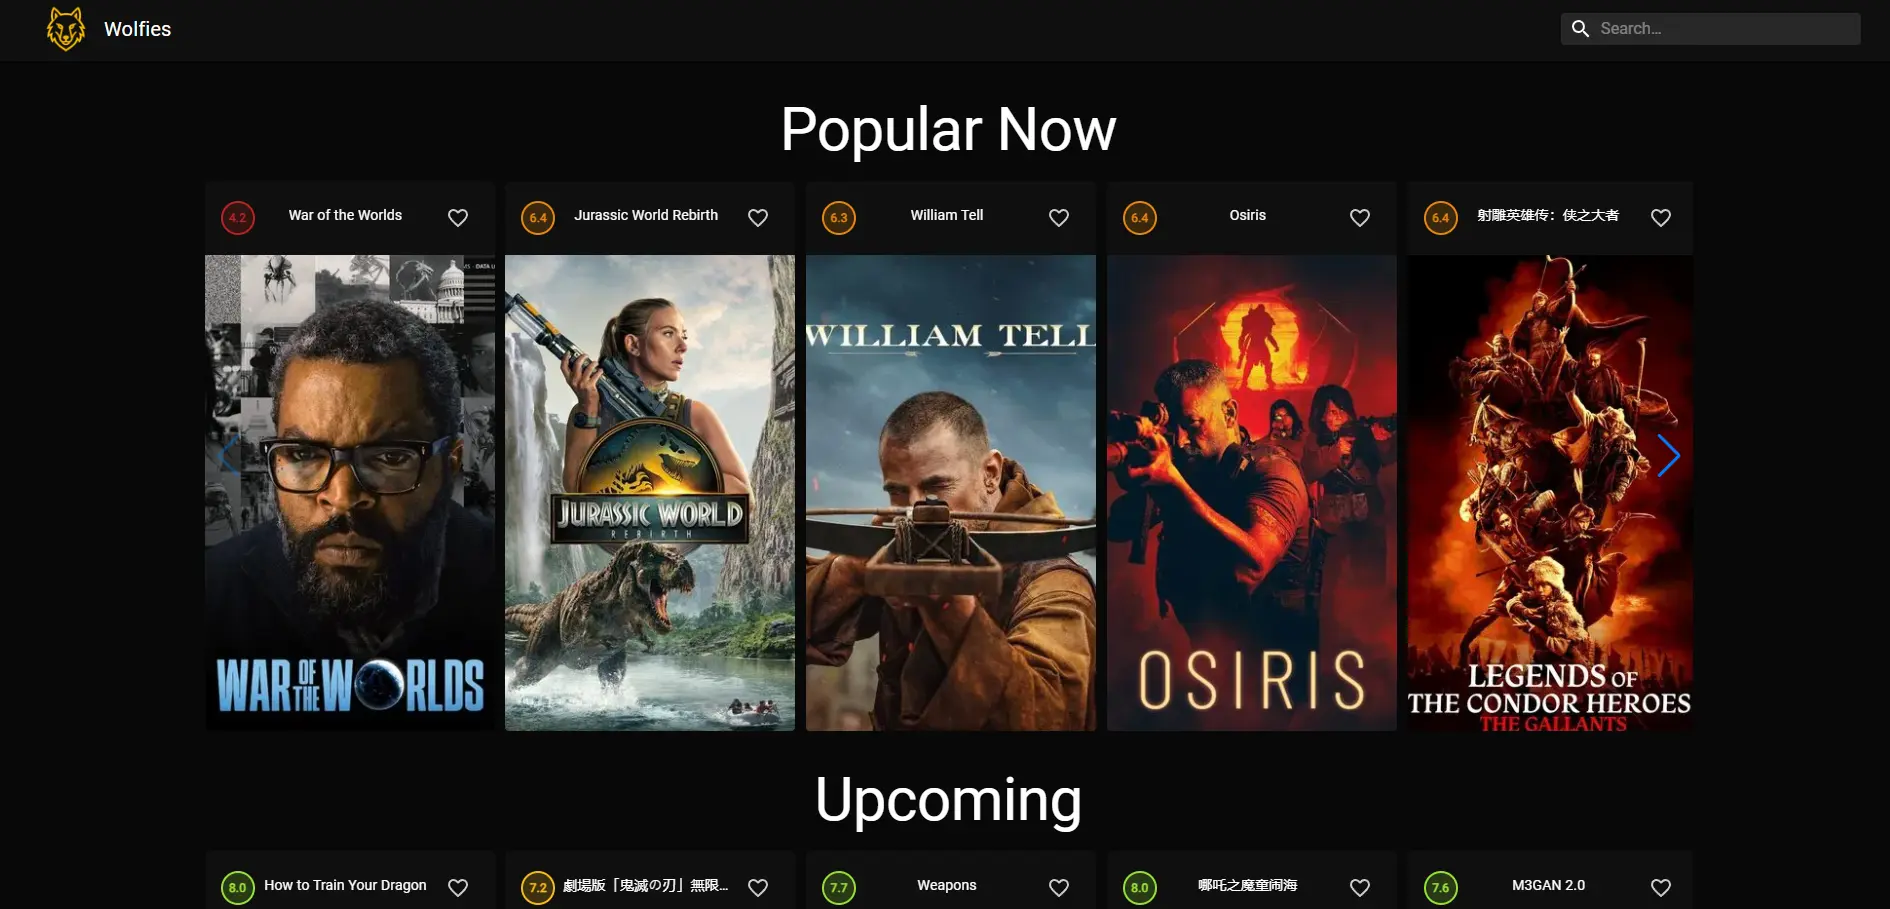 Wolfies
Search...
Popular Now
4.2 War of the Worlds
6.4 Jurassic World Rebirth
6.3 William Tell
6.4 Osiris
6.4 射雕英雄传：侠之大者
DATA
WAR OF THE WORLDS
JURASSIC WORLD
REBIRTH
WILLIAM TELL
OSIRIS
LEGENDS OF
THE CONDOR HEROES
THE GALLANTS
Upcoming
8.0 How to Train Your Dragon
7.2 劇場版「鬼滅の刃」無限...
7.7 Weapons
8.0 哪吒之魔童闹海
7.6 M3GAN 2.0